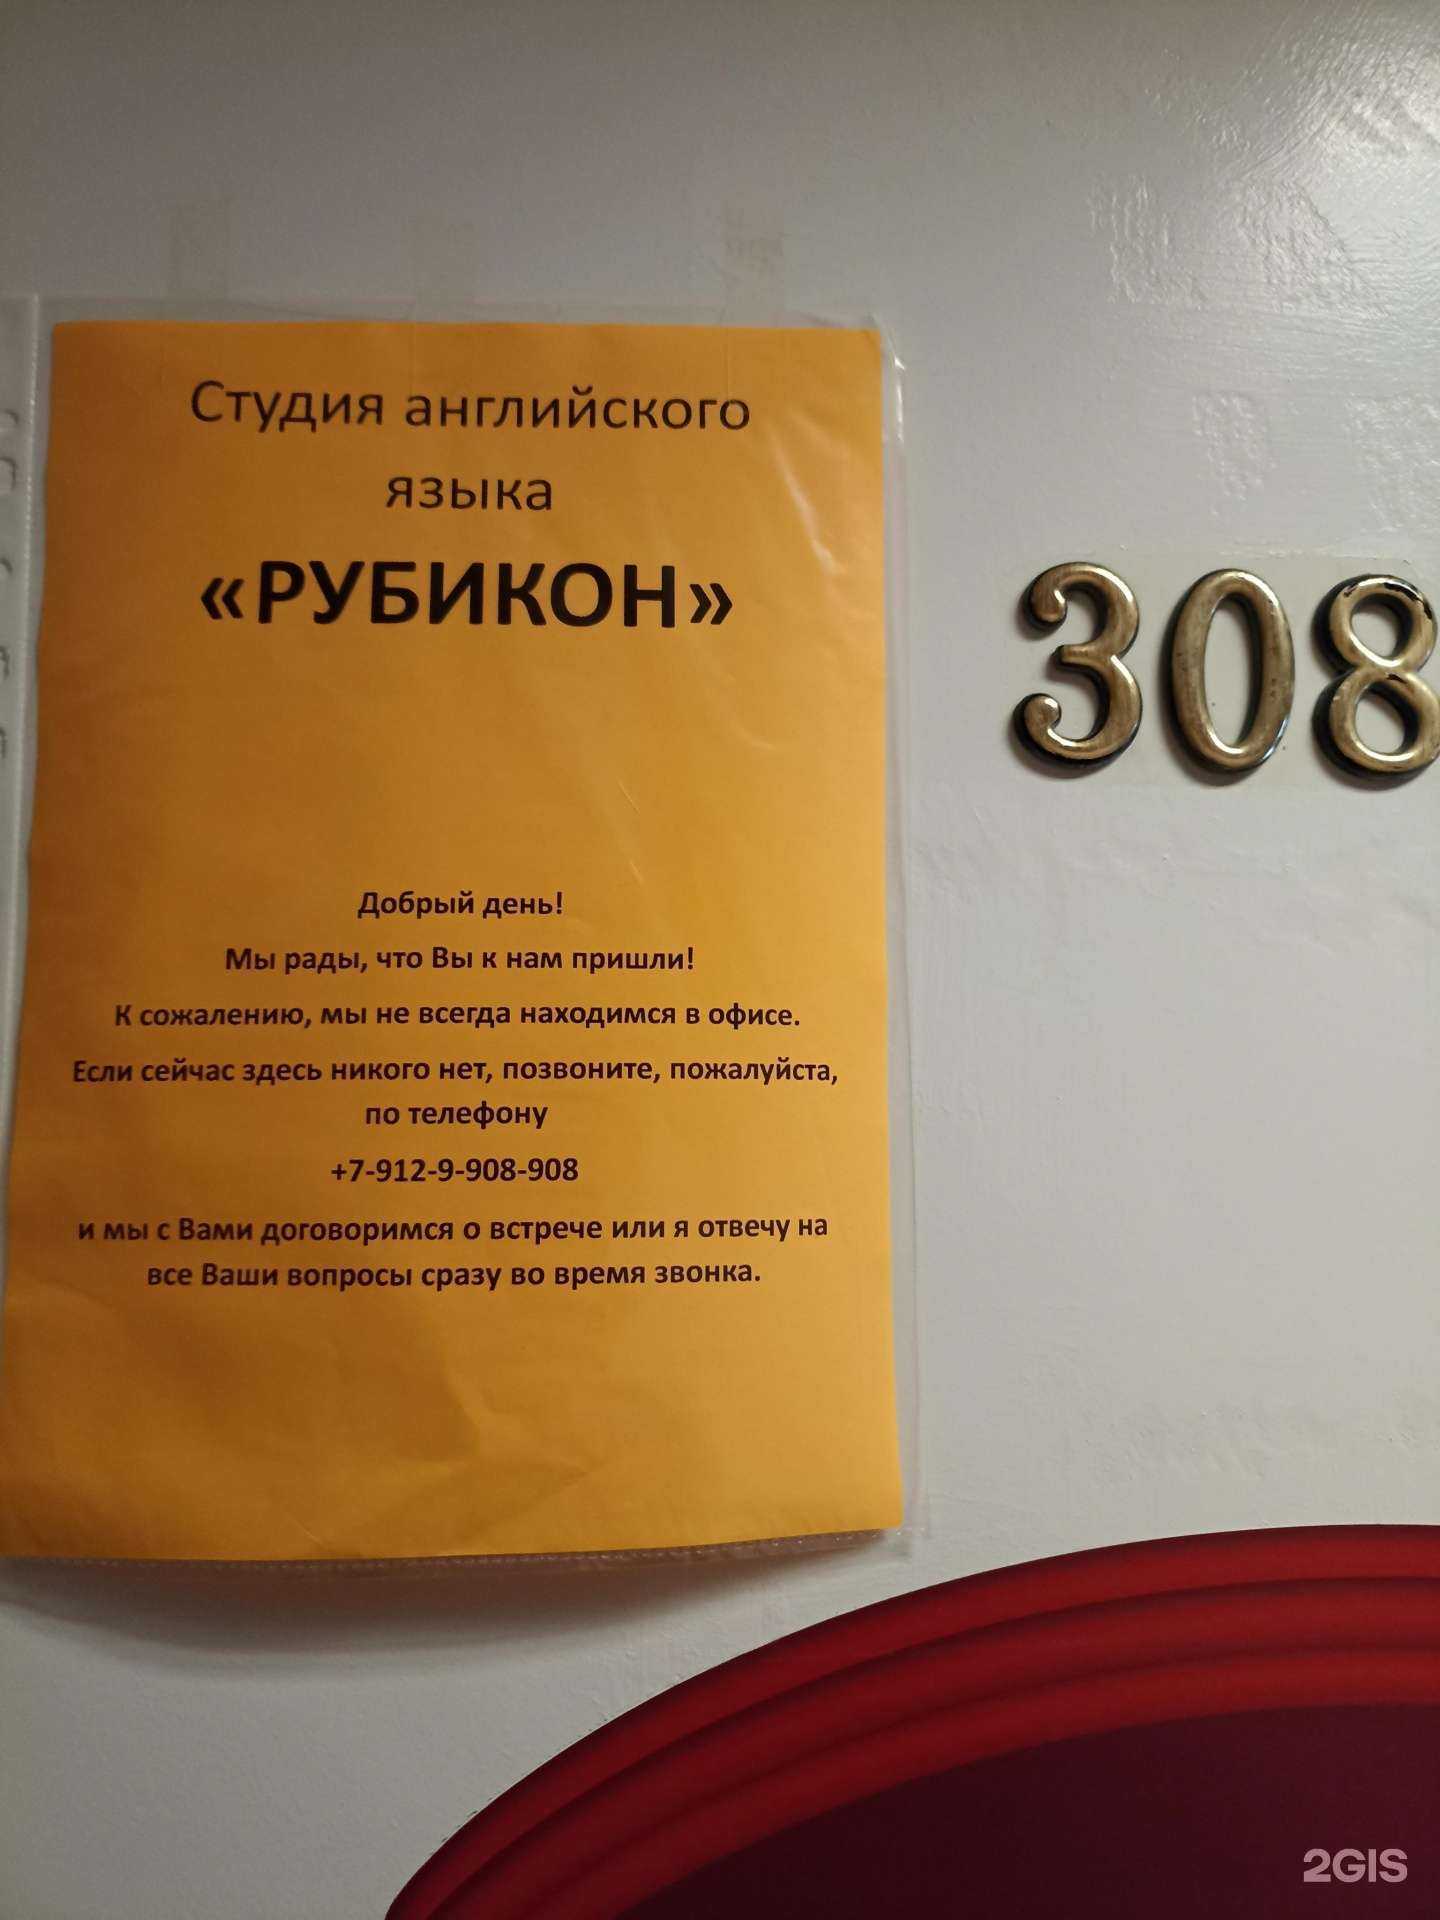 Студия английского
языка
«РУБИКОН»
308
Добрый день!
Мы рады, что Вы к нам пришли!
К сожалению, мы не всегда находимся в офисе.
Если сейчас здесь никого нет, позвоните, пожалуйста,
по телефону
+7-912-9-908-908
и мы с Вами договоримся о встрече или я отвечу на
все Ваши вопросы сразу во время звонка.
2GIS